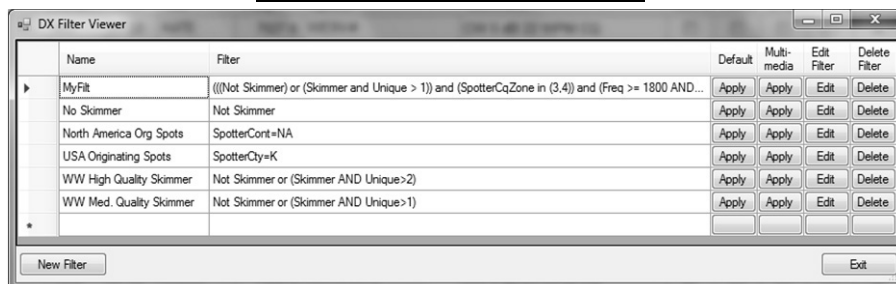 DX Filter Viewer
Name Filter Default Multi-media Edit Filter Delete Filter
MyFilt (((Not Skimmer) or (Skimmer and Unique > 1)) and (SpotterCqZone in (3,4)) and (Freq >= 1800 AND... Apply Apply Edit Delete
No Skimmer Not Skimmer Apply Apply Edit Delete
North America Org Spots SpotterCont=NA Apply Apply Edit Delete
USA Originating Spots SpotterCty=K Apply Apply Edit Delete
WW High Quality Skimmer Not Skimmer or (Skimmer AND Unique>2) Apply Apply Edit Delete
WW Med. Quality Skimmer Not Skimmer or (Skimmer AND Unique>1) Apply Apply Edit Delete
New Filter Exit